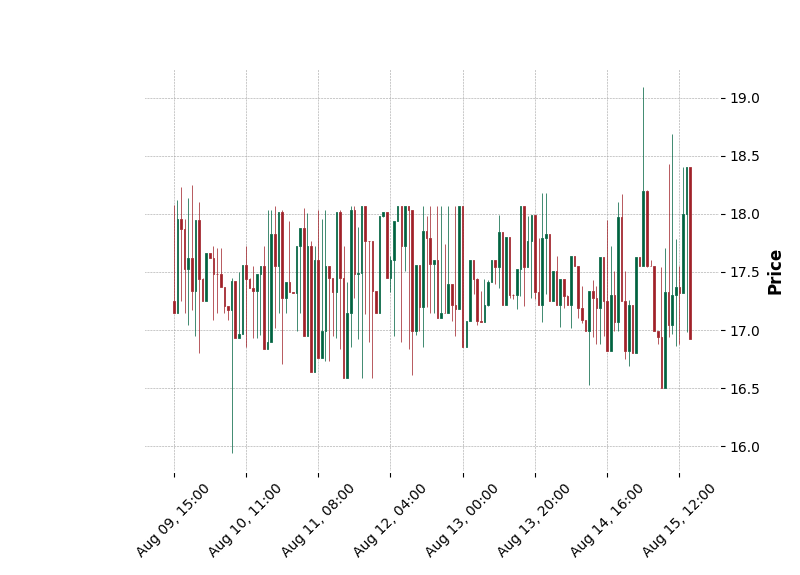 19.0
18.5
18.0
17.5
17.0
16.5
16.0
Price
Aug 09, 15:00
Aug 10, 11:00
Aug 11, 08:00
Aug 12, 04:00
Aug 13, 00:00
Aug 13, 20:00
Aug 14, 16:00
Aug 15, 12:00